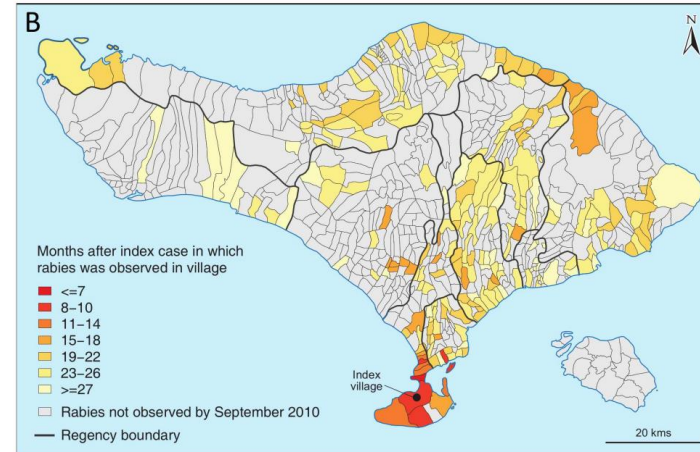 B
N
Months after index case in which
rabies was observed in village
<=7
8–10
11–14
15–18
19–22
23–26
>=27
Rabies not observed by September 2010
Regency boundary
Index
village
20 kms